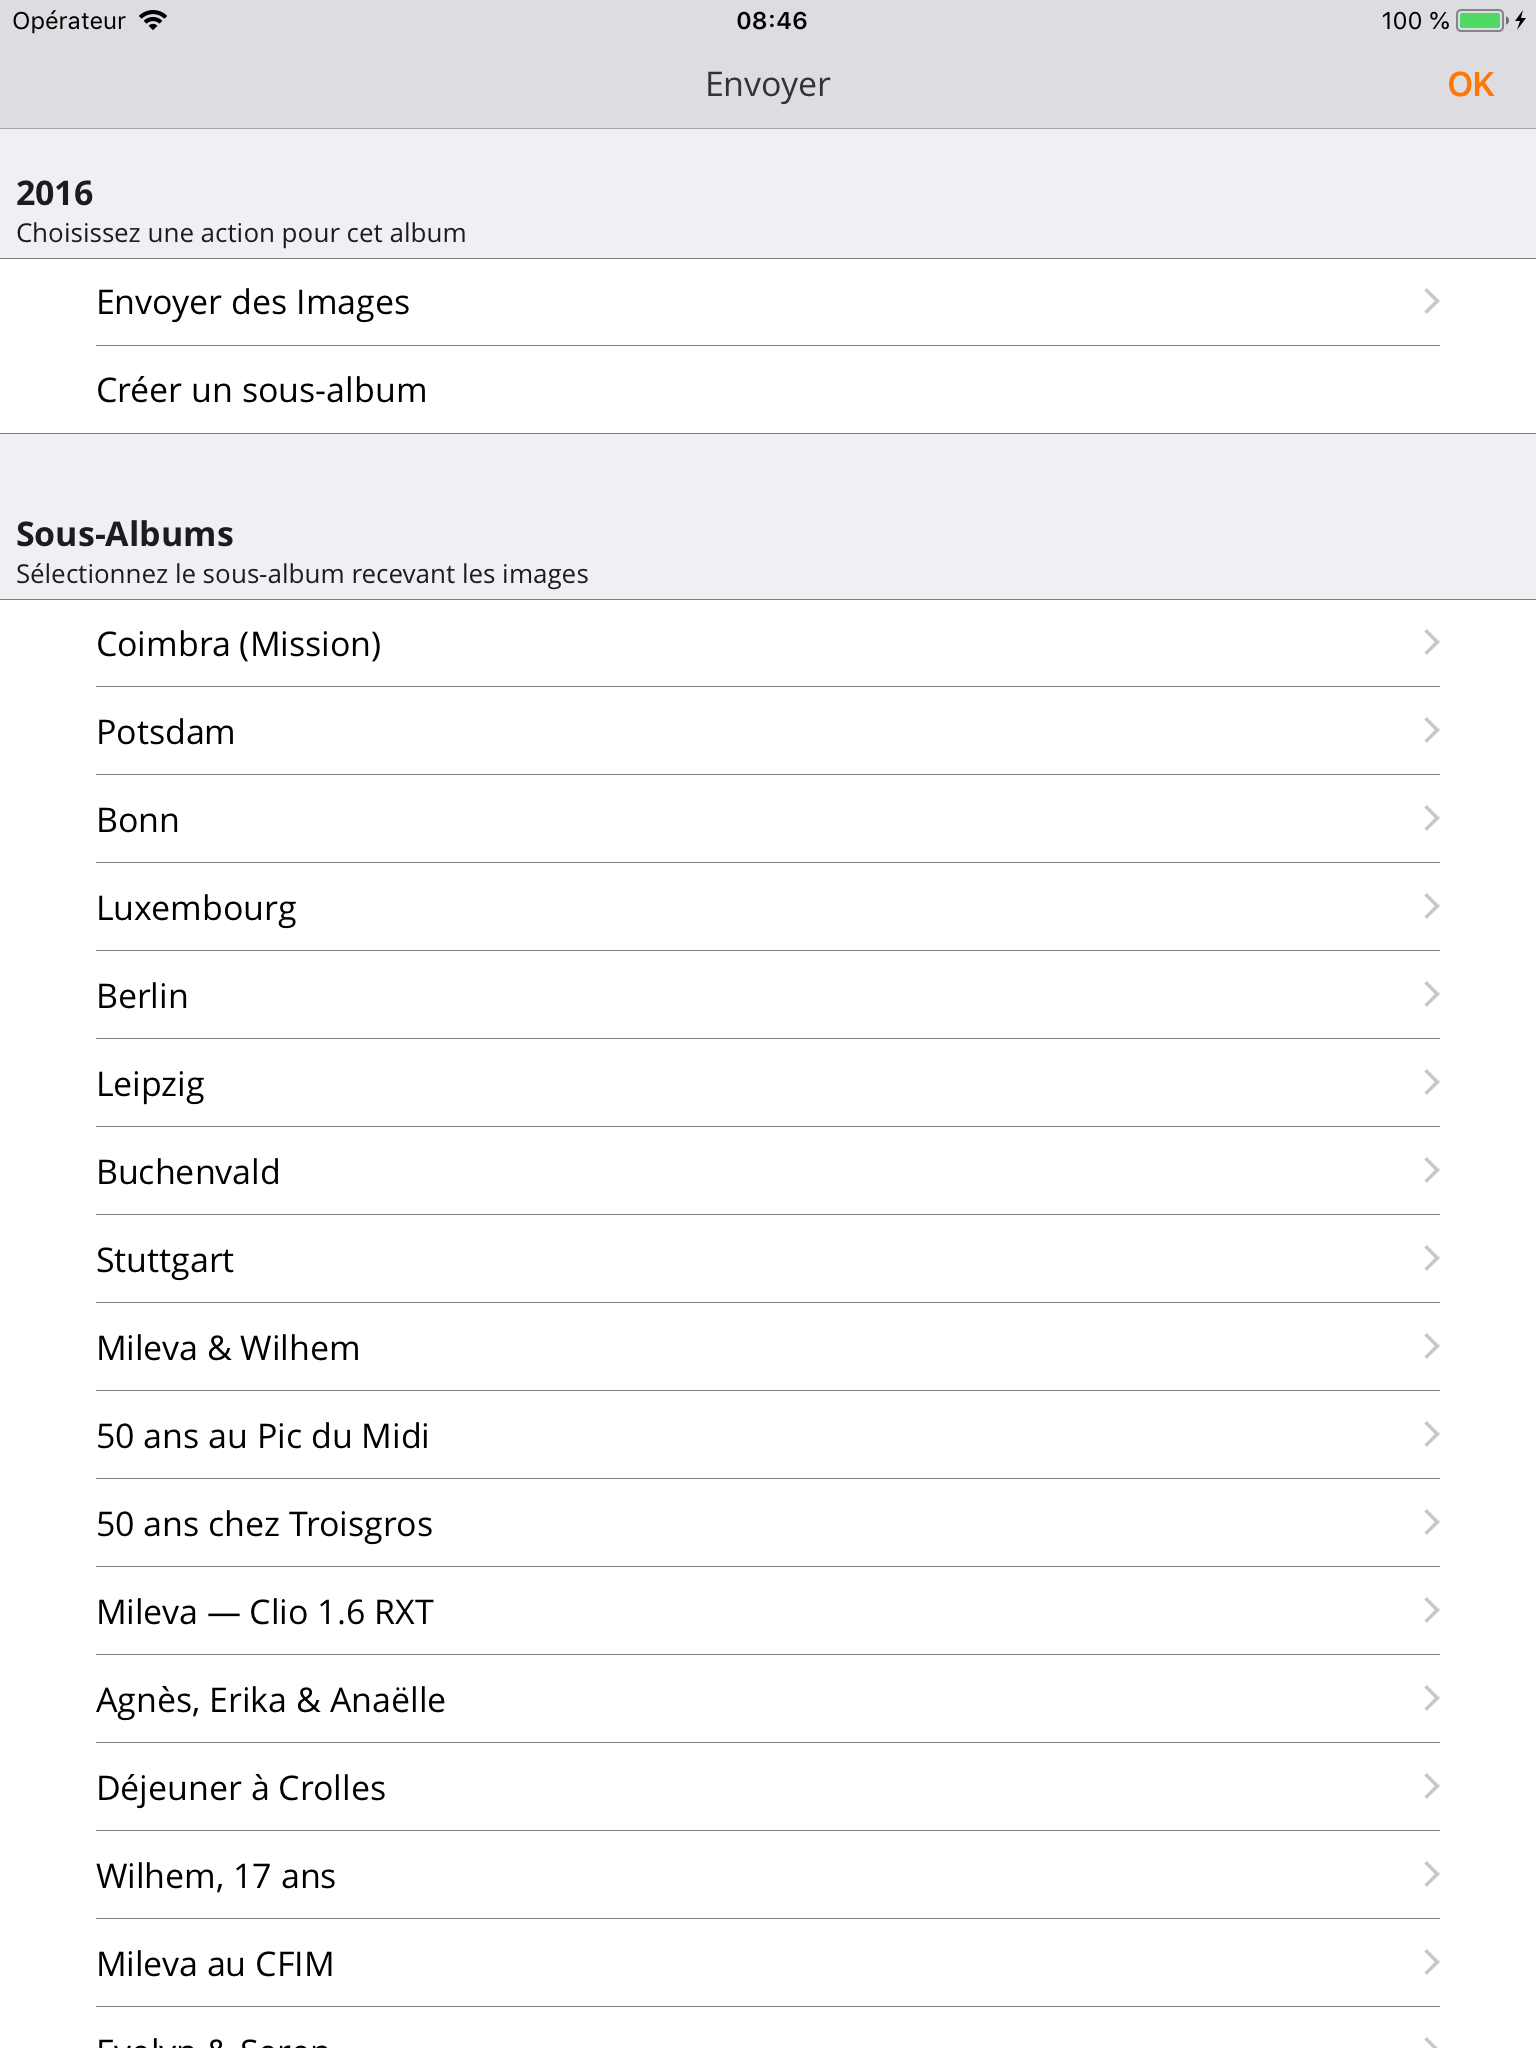 Opérateur 08:46 100 %
Envoyer OK
2016
Choisissez une action pour cet album
Envoyer des Images
Créer un sous-album
Sous-Albums
Sélectionnez le sous-album recevant les images
Coimbra (Mission)
Potsdam
Bonn
Luxembourg
Berlin
Leipzig
Buchenvald
Stuttgart
Mileva & Wilhem
50 ans au Pic du Midi
50 ans chez Troisgros
Mileva — Clio 1.6 RXT
Agnès, Erika & Anaëlle
Déjeuner à Crolles
Wilhem, 17 ans
Mileva au CFIM
Evelyn &